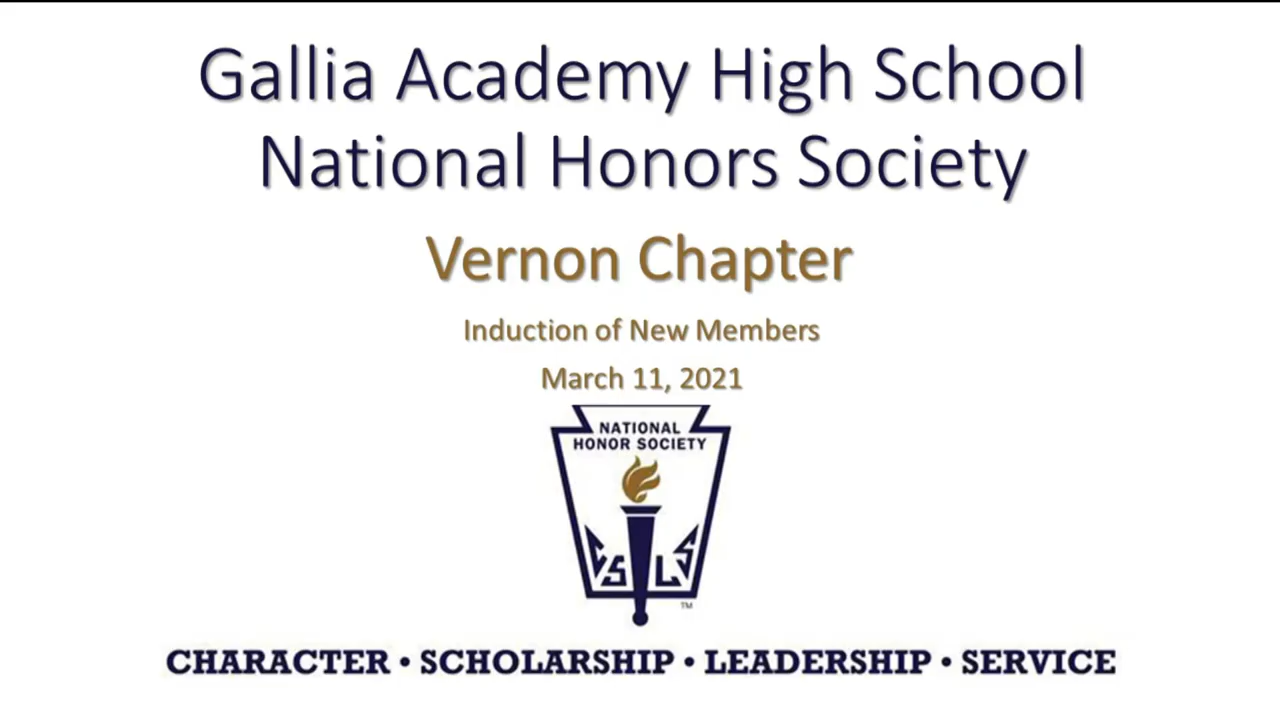 Gallia Academy High School
National Honors Society
Vernon Chapter
Induction of New Members
March 11, 2021
NATIONAL
HONOR SOCIETY
C S L S
TM
CHARACTER • SCHOLARSHIP • LEADERSHIP • SERVICE